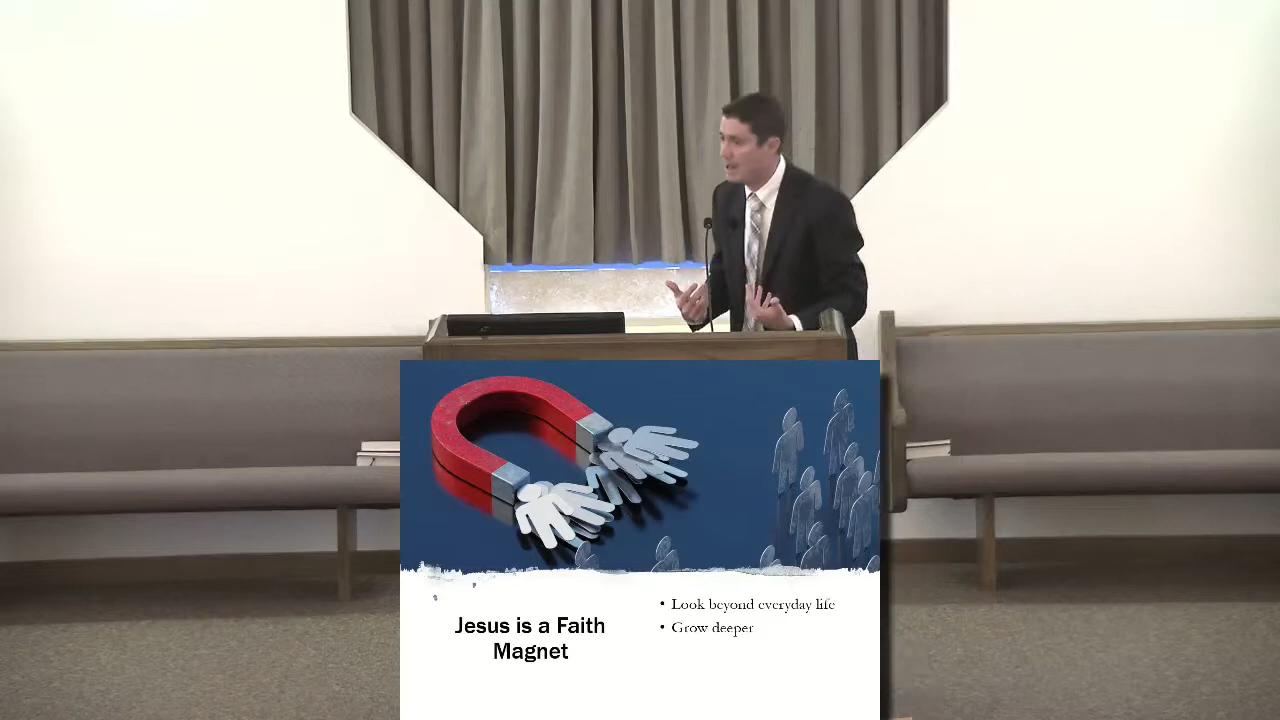 Jesus is a Faith
Magnet
• Look beyond everyday life
• Grow deeper